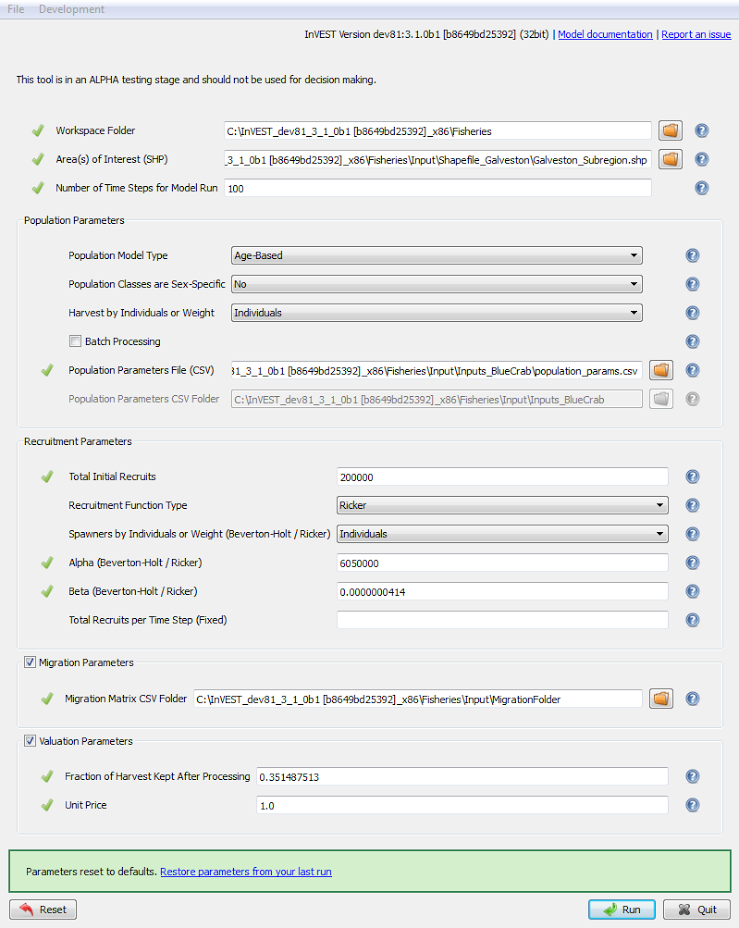 File Development
InVEST Version dev81:3.1.0b1 [b8649bd25392] (32bit) | Model documentation | Report an issue
This tool is in an ALPHA testing stage and should not be used for decision making.
Workspace Folder C:\InVEST_dev81_3_1_0b1 [b8649bd25392]_x86\Fisheries
Area(s) of Interest (SHP) _3_1_0b1 [b8649bd25392]_x86\Fisheries\Input\Shapefile_Galveston\Galveston_Subregion.shp
Number of Time Steps for Model Run 100
Population Parameters
Population Model Type Age-Based
Population Classes are Sex-Specific No
Harvest by Individuals or Weight Individuals
Batch Processing
Population Parameters File (CSV) 81_3_1_0b1 [b8649bd25392]_x86\Fisheries\Input\Inputs_BlueCrab\population_params.csv
Population Parameters CSV Folder C:\InVEST_dev81_3_1_0b1 [b8649bd25392]_x86\Fisheries\Input\Inputs_BlueCrab
Recruitment Parameters
Total Initial Recruits 200000
Recruitment Function Type Ricker
Spawners by Individuals or Weight (Beverton-Holt / Ricker) Individuals
Alpha (Beverton-Holt / Ricker) 6050000
Beta (Beverton-Holt / Ricker) 0.0000000414
Total Recruits per Time Step (Fixed)
Migration Parameters
Migration Matrix CSV Folder C:\InVEST_dev81_3_1_0b1 [b8649bd25392]_x86\Fisheries\Input\MigrationFolder
Valuation Parameters
Fraction of Harvest Kept After Processing 0.351487513
Unit Price 1.0
Parameters reset to defaults. Restore parameters from your last run
Reset Run Quit